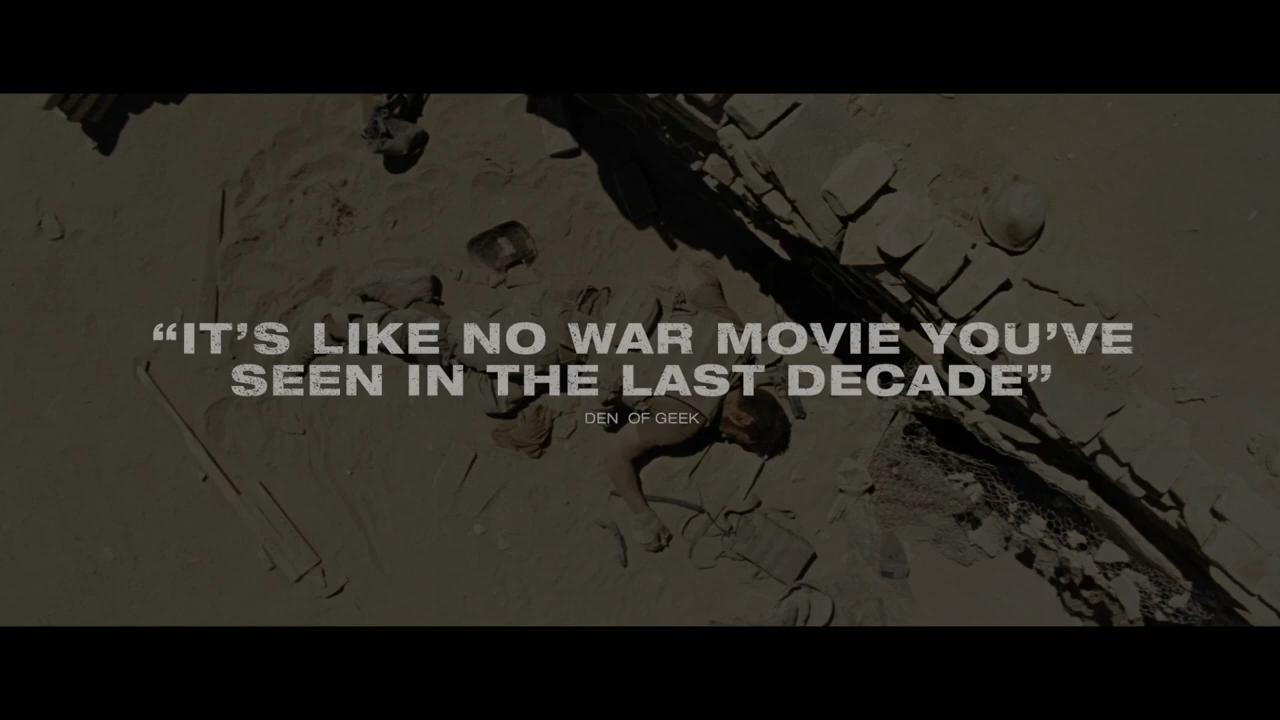 “IT’S LIKE NO WAR MOVIE YOU’VE
SEEN IN THE LAST DECADE”
DEN OF GEEK